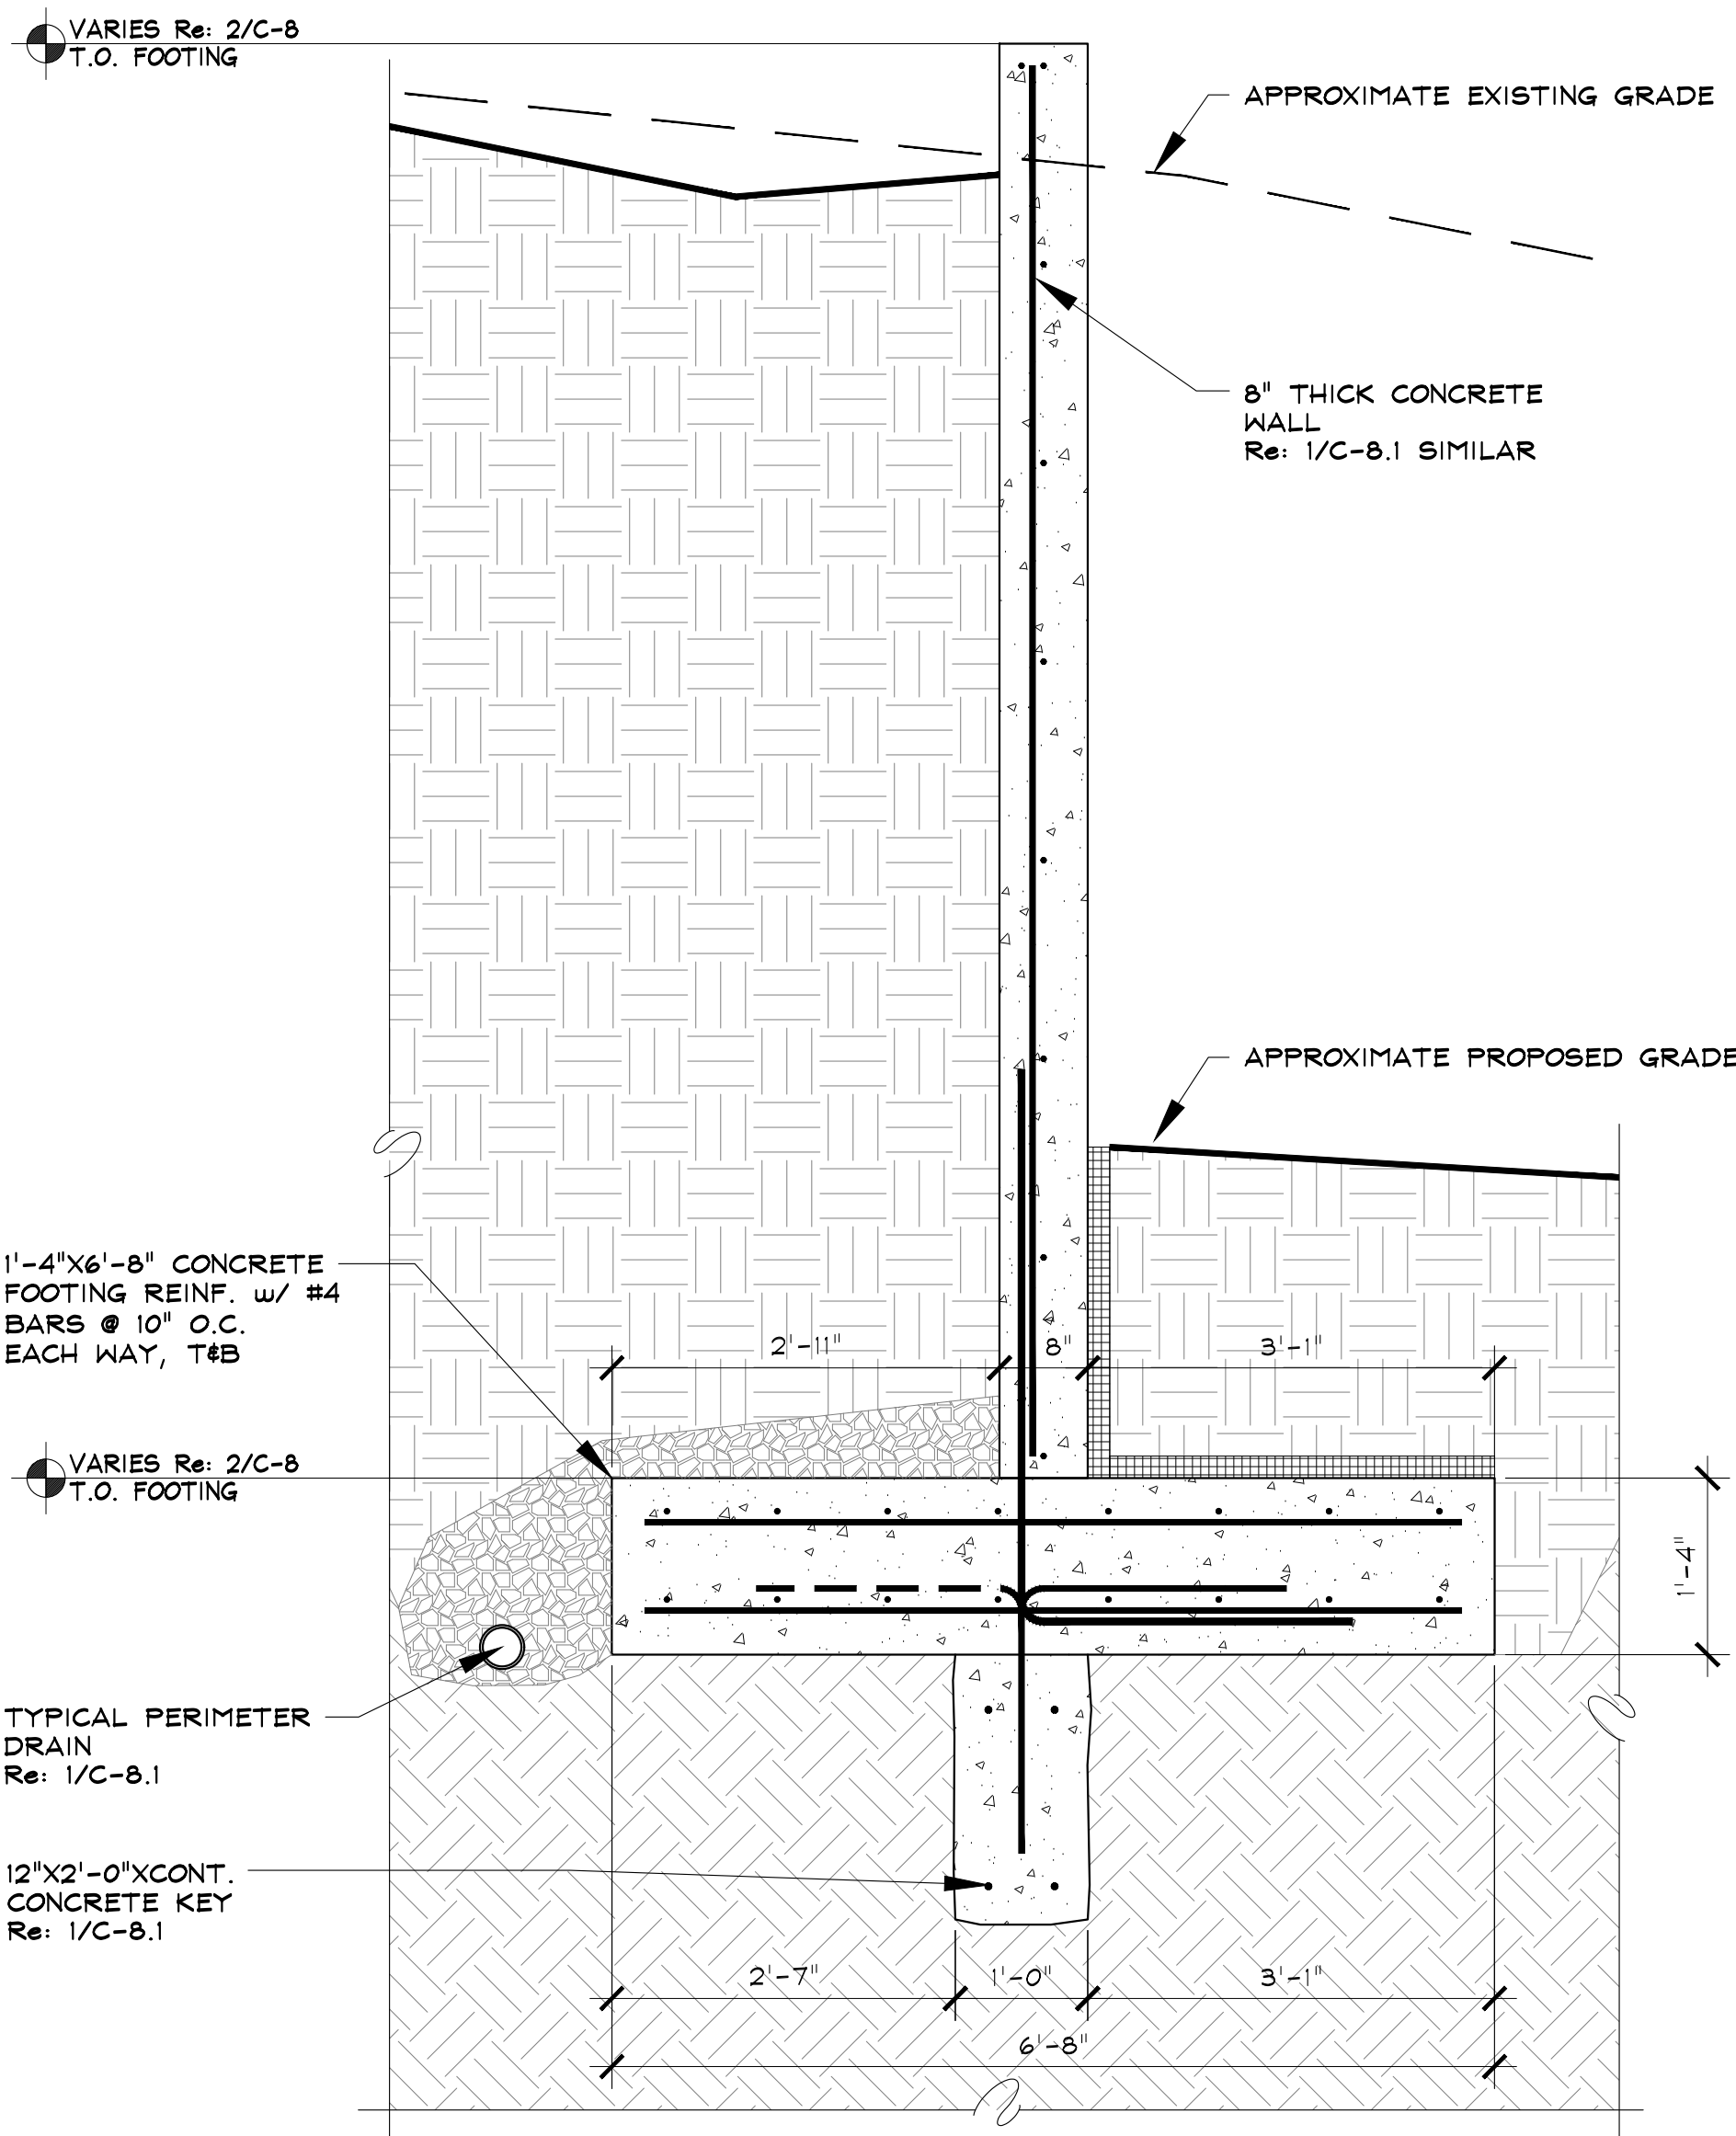 VARIES Re: 2/C-8
T.O. FOOTING
APPROXIMATE EXISTING GRADE
8" THICK CONCRETE
WALL
Re: 1/C-8.1 SIMILAR
APPROXIMATE PROPOSED GRADE
1'-4"X6'-8" CONCRETE
FOOTING REINF. w/ #4
BARS @ 10" O.C.
EACH WAY, T&B
2'-11"
8"
3'-1"
VARIES Re: 2/C-8
T.O. FOOTING
1'-4"
TYPICAL PERIMETER
DRAIN
Re: 1/C-8.1
12"X2'-0"XCONT.
CONCRETE KEY
Re: 1/C-8.1
2'-7"
1'-0"
3'-1"
6'-8"